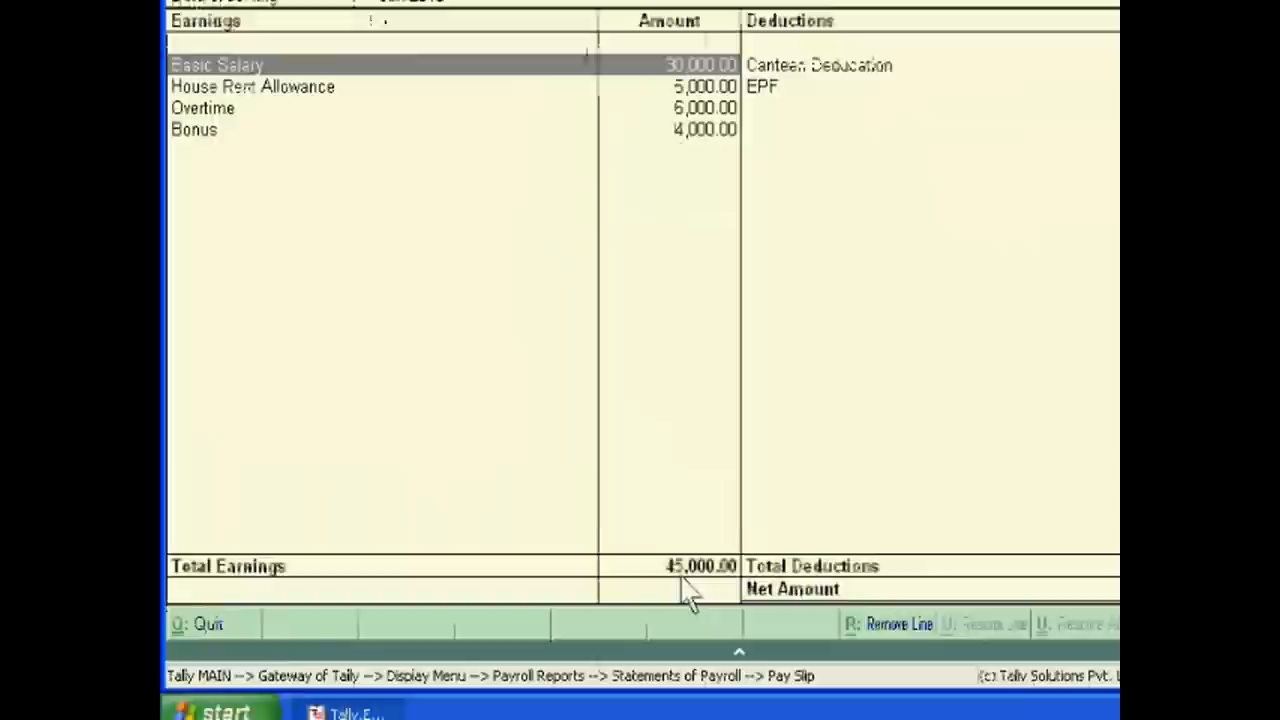 Earnings Amount Deductions
Basic Salary 30,000.00 Canteen Deducation
House Rent Allowance 5,000.00 EPF
Overtime 6,000.00
Bonus 4,000.00
Total Earnings 45,000.00 Total Deductions
Net Amount
Q: Quit R: Remove Line U:
Tally MAIN --> Gateway of Tally --> Display Menu --> Payroll Reports --> Statements of Payroll --> Pay Slip (c) Tally Solutions Pvt.
start Tally.E...